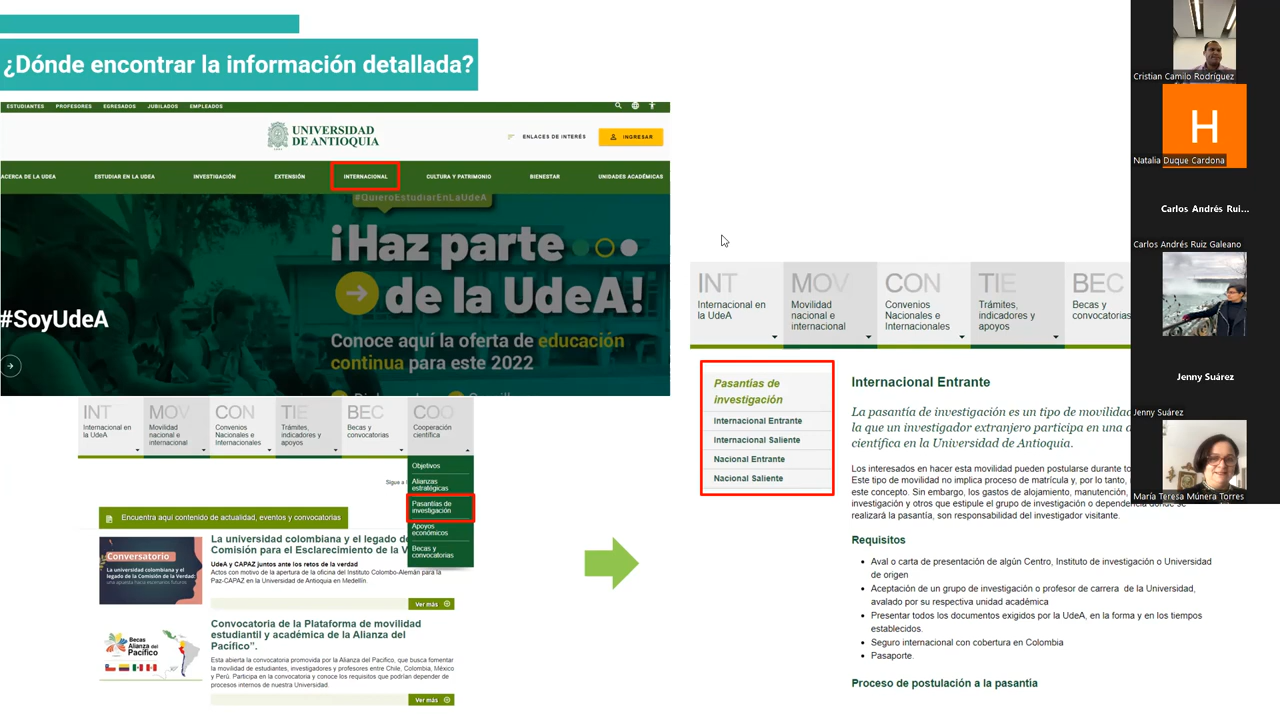 ¿Dónde encontrar la información detallada?
ESTUDIANTES PROFESORES EGRESADOS JUBILADOS EMPLEADOS
UNIVERSIDAD
DE ANTIOQUIA
ENLACES DE INTERÉS
INGRESAR
ACERCA DE LA UDEA ESTUDIAR EN LA UDEA INVESTIGACIÓN EXTENSIÓN INTERNACIONAL CULTURA Y PATRIMONIO BIENESTAR UNIDADES ACADÉMICAS
#QuieroEstudiarEnLaUdeA
¡Haz parte
de la UdeA!
#SoyUdeA
Conoce aquí la oferta de educación
continua para este 2022
INT
Internacional en
la UdeA
MOV
Movilidad
nacional e
internacional
CON
Convenios
Nacionales e
Internacionales
TIE
Trámites,
indicadores y
apoyos
BEC
Becas y
convocatorias
COO
Cooperación
científica
Objetivos
Alianzas
estratégicas
Pasantías de
investigación
Apoyos
económicos
Becas y
convocatorias
Sigue a
Encuentra aquí contenido de actualidad, eventos y convocatorias
Conversatorio
La universidad colombiana y el
legado de la Comisión de la Verdad:
una apuesta hacia escenarios futuros
La universidad colombiana y el legado de
Comisión para el Esclarecimiento de la V
UdeA y CAPAZ juntos ante los retos de la verdad
Actos con motivo de la apertura de la oficina del Instituto Colombo-Alemán para la
Paz-CAPAZ en la Universidad de Antioquia en Medellín.
Ver más
Becas
Alianza del
Pacífico
Convocatoria de la Plataforma de movilidad
estudiantil y académica de la Alianza del
Pacífico”.
Esta abierta la convocatoria promovida por la Alianza del Pacifico, que busca fomentar
la movilidad de estudiantes, investigadores y profesores entre Chile, Colombia, México
y Perú. Participa en la convocatoria y conoce los requisitos que podrían depender de
procesos internos de nuestra Universidad.
Ver más
INT
Internacional en
la UdeA
MOV
Movilidad
nacional e
internacional
CON
Convenios
Nacionales e
Internacionales
TIE
Trámites,
indicadores y
apoyos
BEC
Becas y
convocatorias
Pasantías de
investigación
Internacional Entrante
Internacional Saliente
Nacional Entrante
Nacional Saliente
Internacional Entrante
La pasantía de investigación es un tipo de movilidad
la que un investigador extranjero participa en una a
científica en la Universidad de Antioquia.
Los interesados en hacer esta movilidad pueden postularse durante to
Este tipo de movilidad no implica proceso de matrícula y, por lo tanto,
este concepto. Sin embargo, los gastos de alojamiento, manutención,
investigación y otros que estipule el grupo de investigación o dependencia donde se
realizará la pasantía, son responsabilidad del investigador visitante.
Requisitos
Aval o carta de presentación de algún Centro, Instituto de investigación o Universidad
de origen
Aceptación de un grupo de investigación o profesor de carrera de la Universidad,
avalado por su respectiva unidad académica
Presentar todos los documentos exigidos por la UdeA, en la forma y en los tiempos
establecidos.
Seguro internacional con cobertura en Colombia
Pasaporte.
Proceso de postulación a la pasantia
Cristian Camilo Rodríguez
H
Natalia Duque Cardona
Carlos Andrés Rui...
Carlos Andrés Ruiz Galeano
Jenny Suárez
Jenny Suárez
María Teresa Múnera Torres